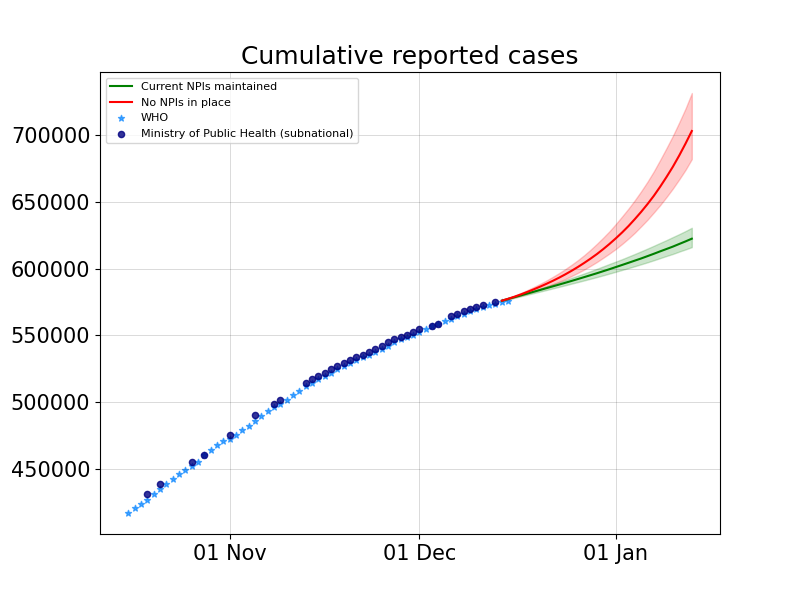 Cumulative reported cases
Current NPIs maintained
No NPIs in place
WHO
Ministry of Public Health (subnational)
700000
650000
600000
550000
500000
450000
01 Nov
01 Dec
01 Jan